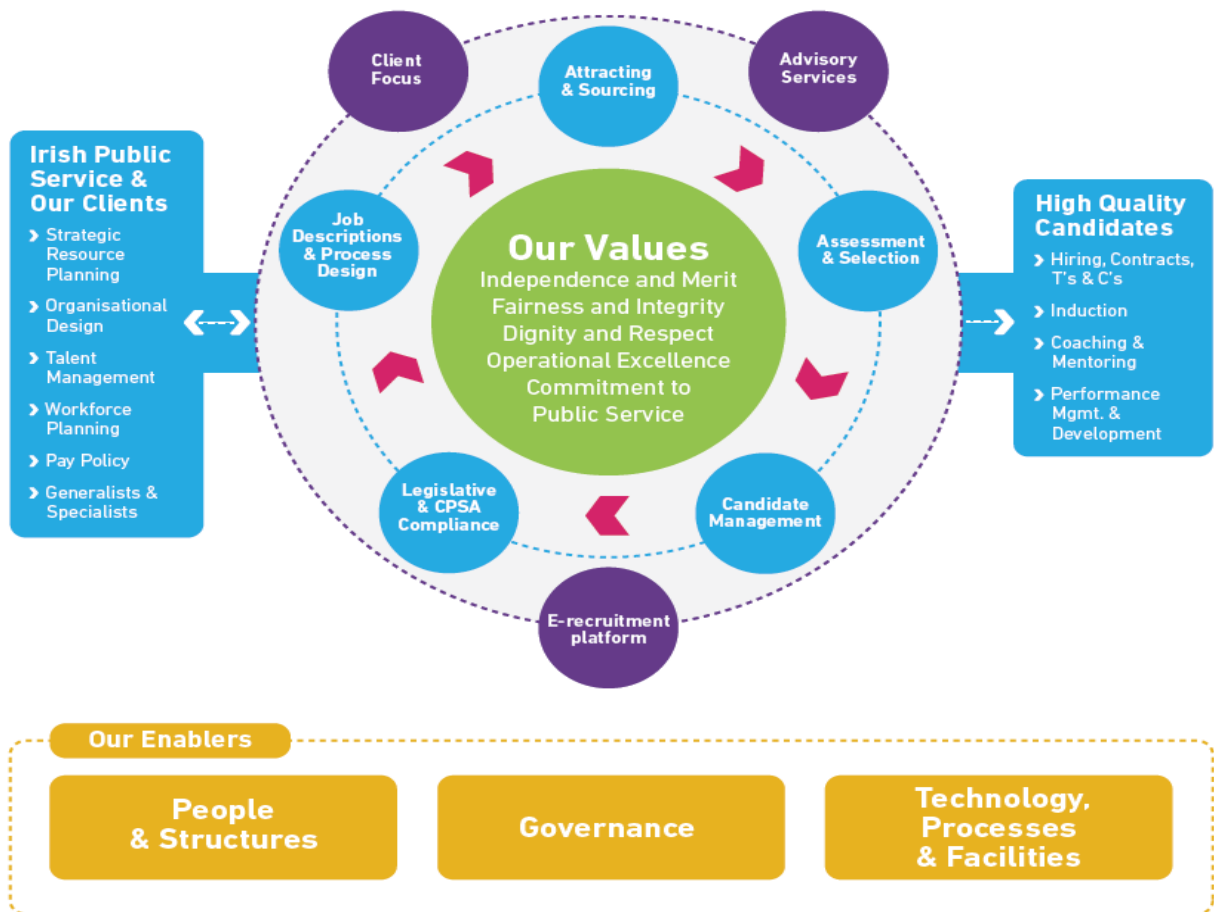 Client
Focus
Attracting
& Sourcing
Advisory
Services
Irish Public
Service &
Our Clients
Strategic
Resource
Planning
Organisational
Design
Talent
Management
Workforce
Planning
Pay Policy
Generalists &
Specialists
Job
Descriptions
& Process
Design
Our Values
Independence and Merit
Fairness and Integrity
Dignity and Respect
Operational Excellence
Commitment to
Public Service
Assessment
& Selection
High Quality
Candidates
Hiring, Contracts,
T's & C's
Induction
Coaching &
Mentoring
Performance
Mgmt. &
Development
Legislative
& CPSA
Compliance
Candidate
Management
E-recruitment
platform
Our Enablers
People
& Structures
Governance
Technology,
Processes
& Facilities